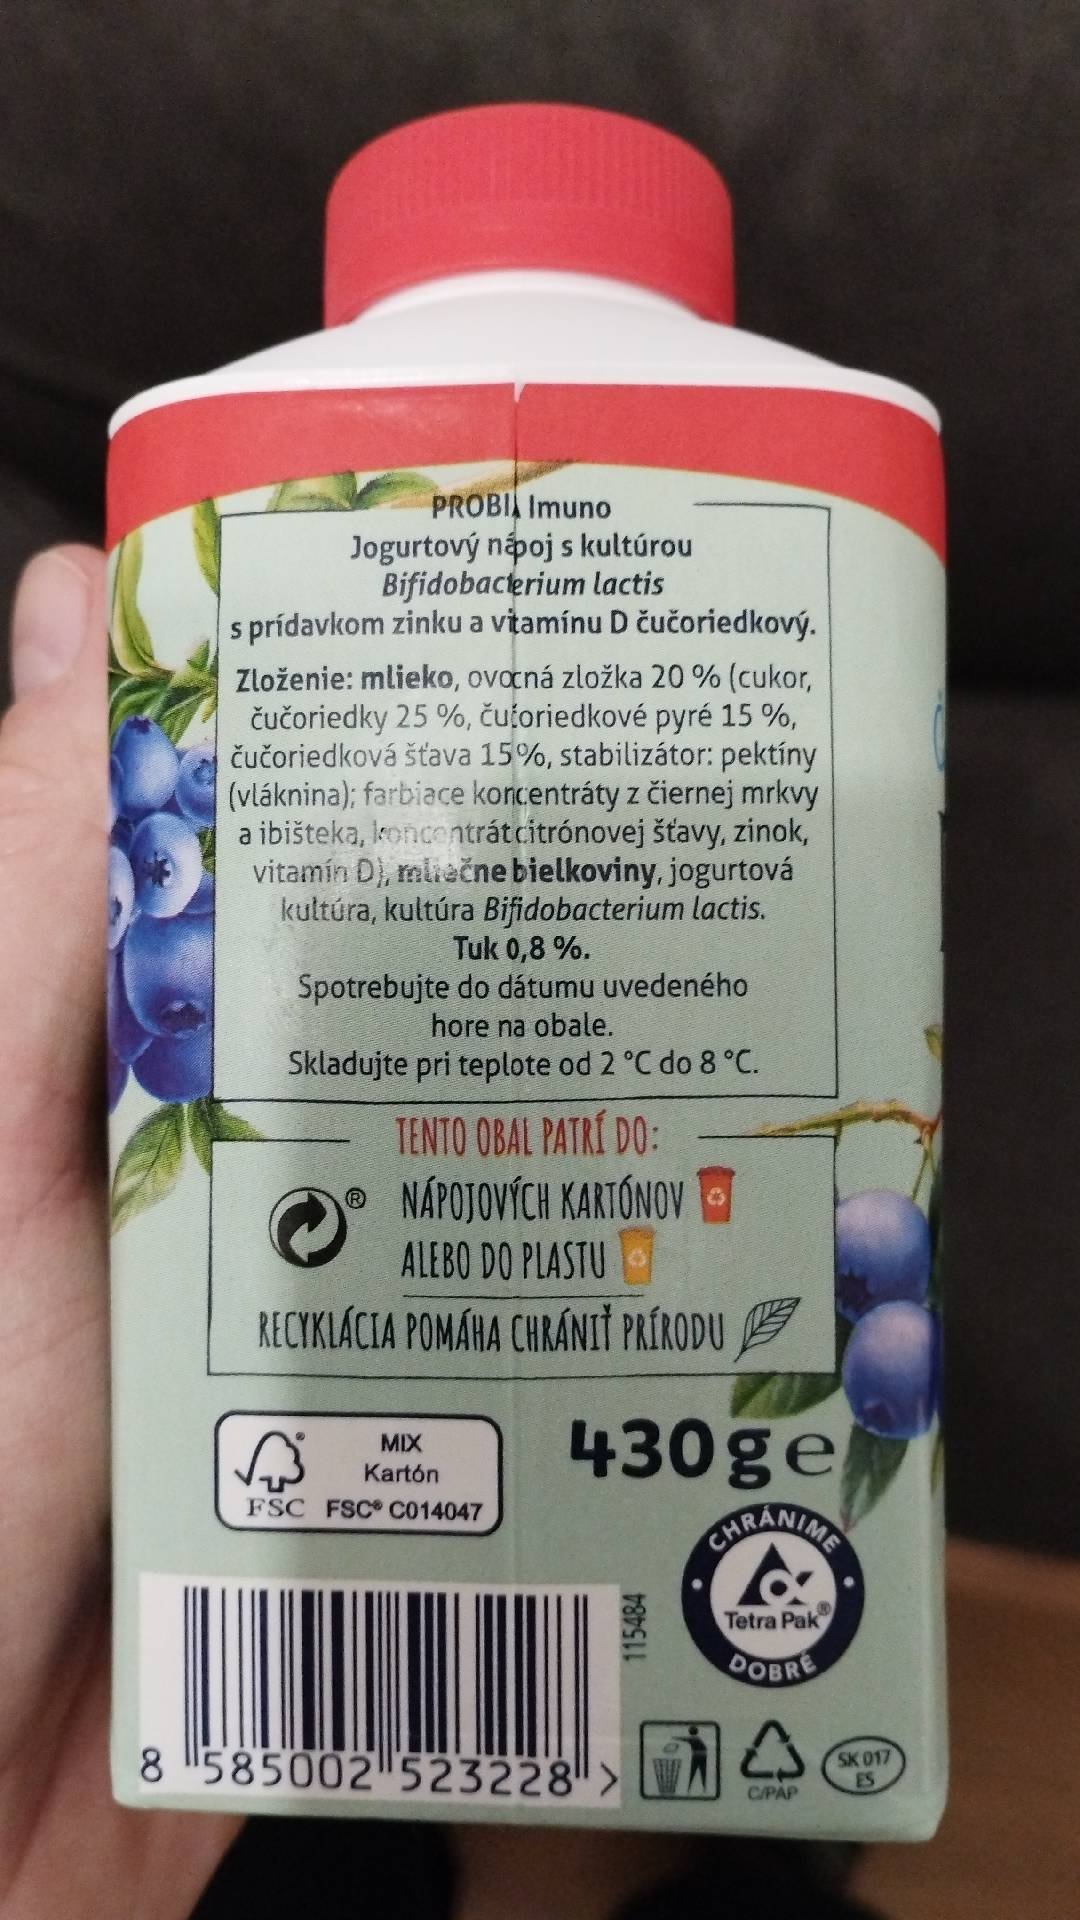 PROBIA Imuno
Jogurtový nápoj s kultúrou
Bifidobacterium lactis
s prídavkom zinku a vitamínu D čučoriedkový.
Zloženie: mlieko, ovocná zložka 20 % (cukor,
čučoriedky 25 %, čučoriedkové pyré 15 %,
čučoriedková šťava 15%, stabilizátor: pektíny
(vláknina); farbiace koncentráty z čiernej mrkvy
a ibišteka, koncentrát citrónovej šťavy, zinok,
vitamín D), mliečne bielkoviny, jogurtová
kultúra, kultúra Bifidobacterium lactis.
Tuk 0,8 %.
Spotrebujte do dátumu uvedeného
hore na obale.
Skladujte pri teplote od 2 °C do 8 °C.
TENTO OBAL PATRÍ DO:
® NÁPOJOVÝCH KARTÓNOV
ALEBO DO PLASTU
RECYKLÁCIA POMÁHA CHRÁNIŤ PRÍRODU
MIX
Kartón
FSC FSC® C014047
430 g e
CHRÁNIME
Tetra Pak®
DOBRÉ
115484
8 585002 523228 >
C/PAP
SK 017
ES